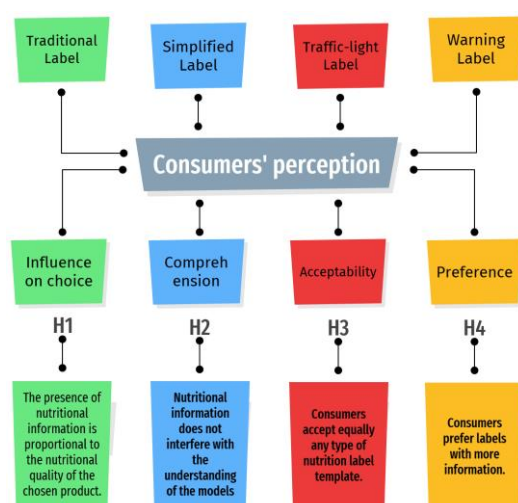 Traditional
Label
Simplified
Label
Traffic-light
Label
Warning
Label
Consumers' perception
Influence
on choice
Compreh
ension
Acceptability
Preference
H1
H2
H3
H4
The presence of
nutritional
information is
proportional to
the nutritional
quality of the
chosen product.
Nutritional
information
does not
interfere with
the
understanding
of the models
Consumers
accept equally
any type of
nutrition label
template.
Consumers
prefer labels
with more
information.